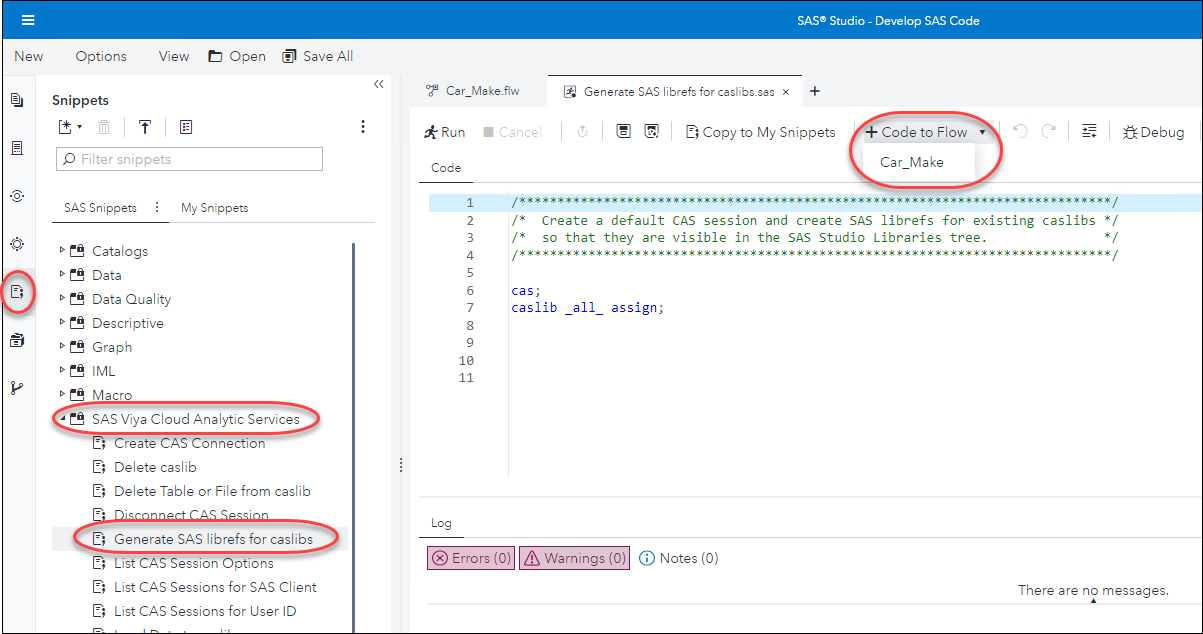 SAS® Studio - Develop SAS Code
New Options View Open Save All
Snippets
Filter snippets
SAS Snippets My Snippets
Catalogs
Data
Data Quality
Descriptive
Graph
IML
Macro
SAS Viya Cloud Analytic Services
Create CAS Connection
Delete caslib
Delete Table or File from caslib
Disconnect CAS Session
Generate SAS librefs for caslibs
List CAS Session Options
List CAS Sessions for SAS Client
List CAS Sessions for User ID
Car_Make.flw Generate SAS librefs for caslibs.sas × +
Run Cancel Copy to My Snippets + Code to Flow Debug
Car_Make
Code
1 /******************************************************************************/
2 /* Create a default CAS session and create SAS librefs for existing caslibs */
3 /* so that they are visible in the SAS Studio Libraries tree. */
4 /******************************************************************************/
5
6 cas;
7 caslib _all_ assign;
8
9
10
11
Log
Errors (0) Warnings (0) Notes (0)
There are no messages.